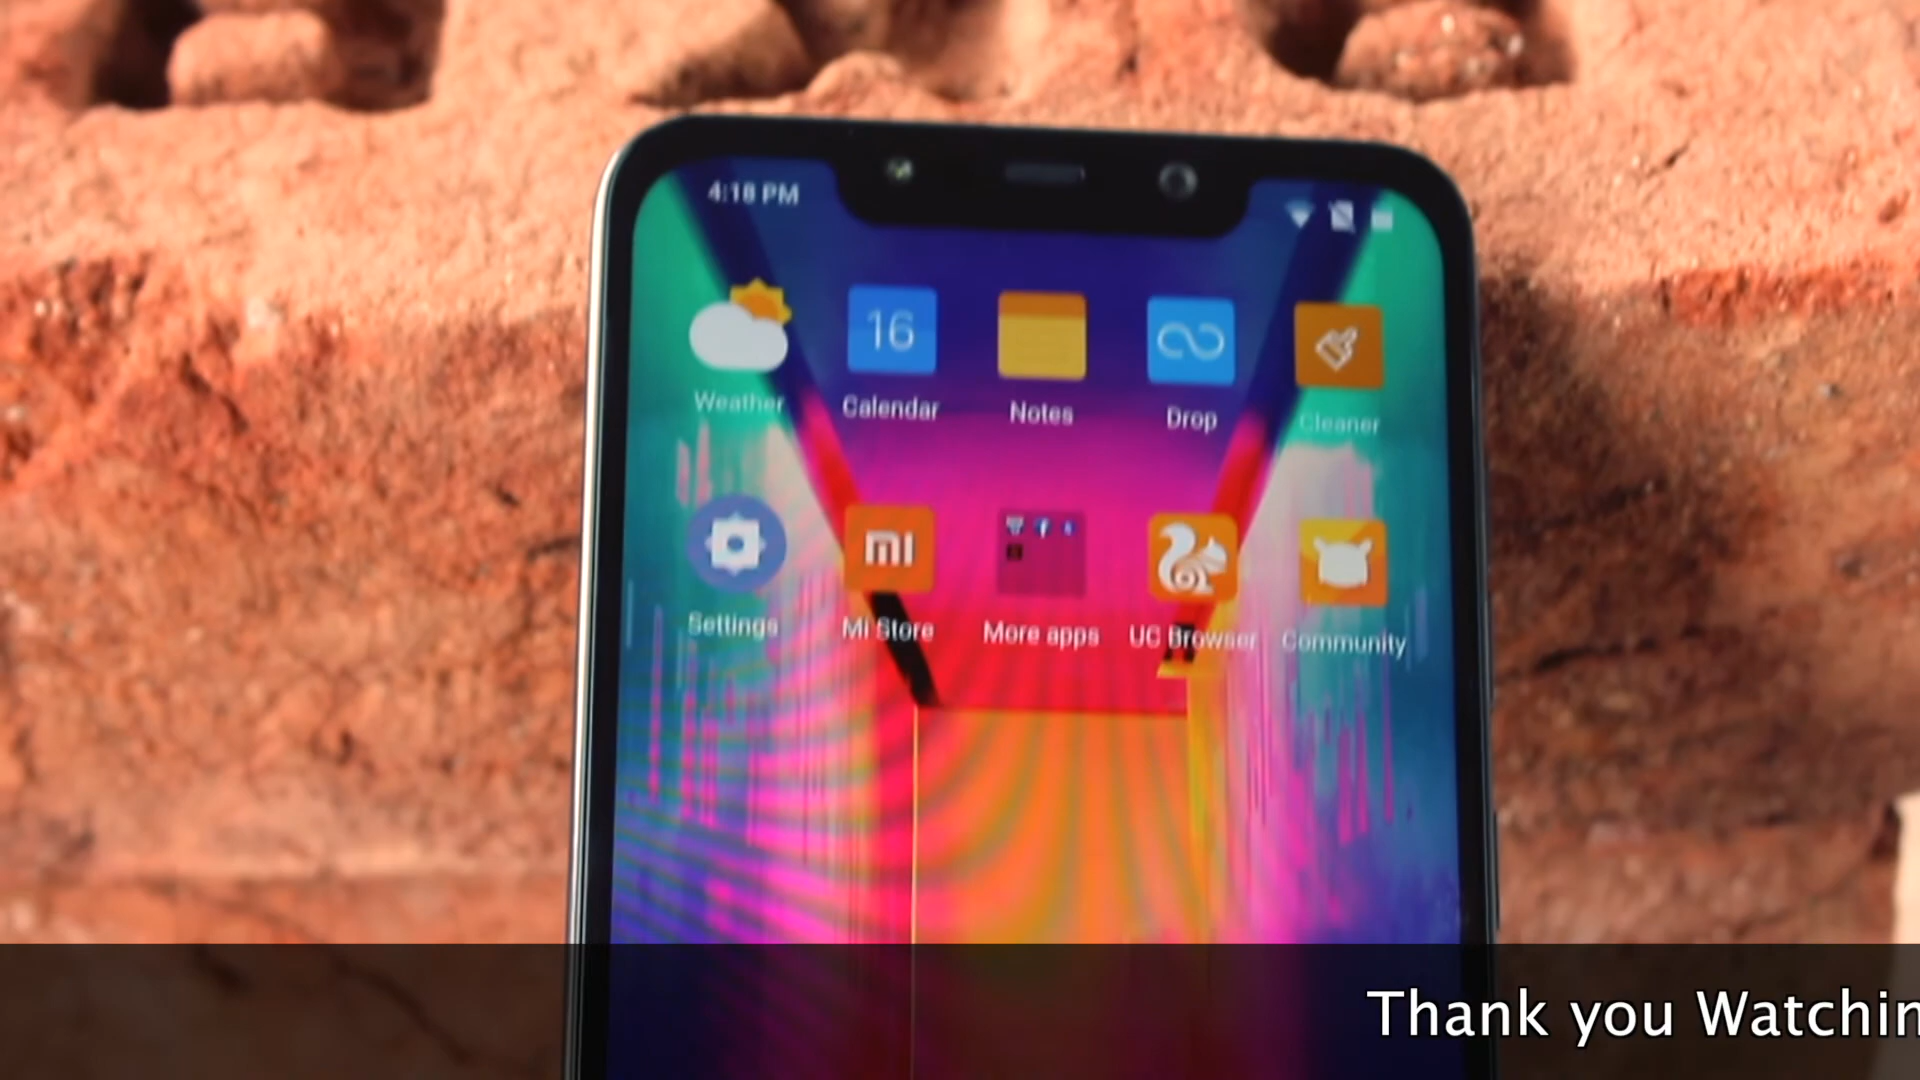 4:18 PM
16
Weather
Calendar
Notes
Drop
Cleaner
mi
Settings
Mi Store
More apps
UC Browser
Community
Thank you Watchin